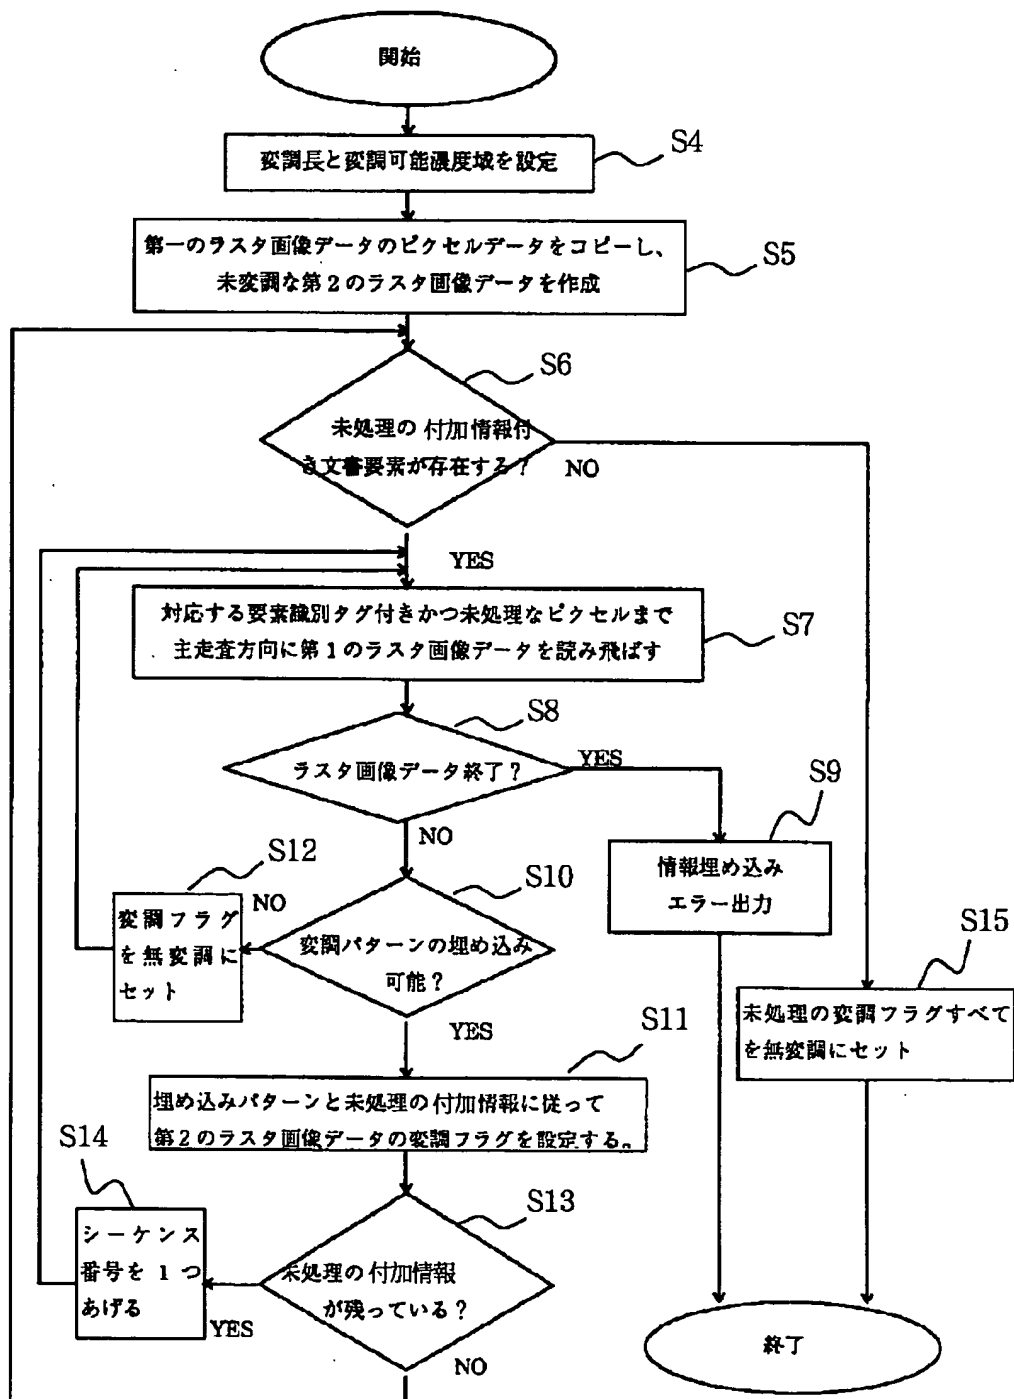 開始
変調長と変調可能濃度域を設定
S4
第一のラスタ画像データのピクセルデータをコピーし、
未変調な第2のラスタ画像データを作成
S5
S6
未処理の付加情報付
き文書要素が存在する?
NO
YES
対応する要素識別タグ付きかつ未処理なピクセルまで
主走査方向に第1のラスタ画像データを読み飛ばす
S7
S8
ラスタ画像データ終了?
YES
S9
NO
情報埋め込み
エラー出力
S12
変調フラグ
を無変調に
セット
NO
S10
変調パターンの埋め込み
可能?
YES
S15
未処理の変調フラグすべて
を無変調にセット
S11
埋め込みパターンと未処理の付加情報に従って
第2のラスタ画像データの変調フラグを設定する。
S14
シーケンス
番号を1つ
あげる
YES
S13
未処理の付加情報
が残っている?
NO
終了